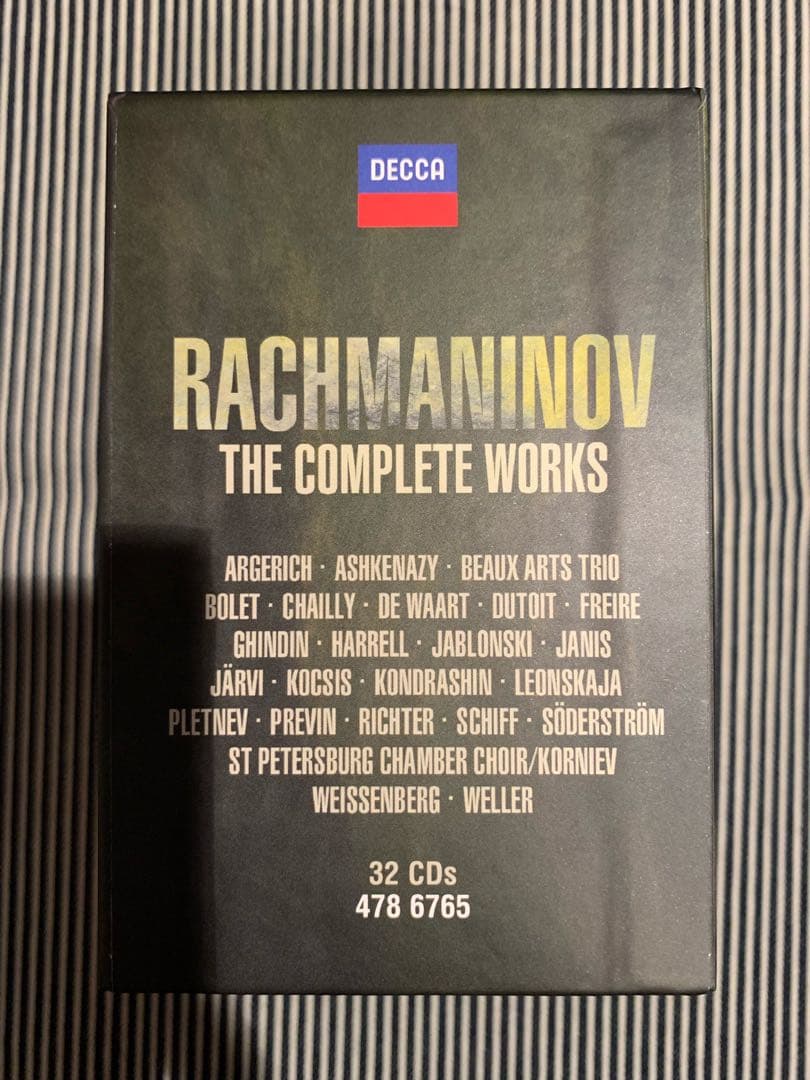 DECCA
RACHMANINOV
THE COMPLETE WORKS
ARGERICH · ASHKENAZY · BEAUX ARTS TRIO
BOLET · CHAILLY · DE WAART · DUTOIT · FREIRE
GHINDIN · HARRELL · JABLONSKI · JANIS
JÄRVI · KOCSIS · KONDRASHIN · LEONSKAJA
PLETNEV · PREVIN · RICHTER · SCHIFF · SÖDERSTRÖM
ST PETERSBURG CHAMBER CHOIR/KORNIEV
WEISSENBERG · WELLER
32 CDs
478 6765